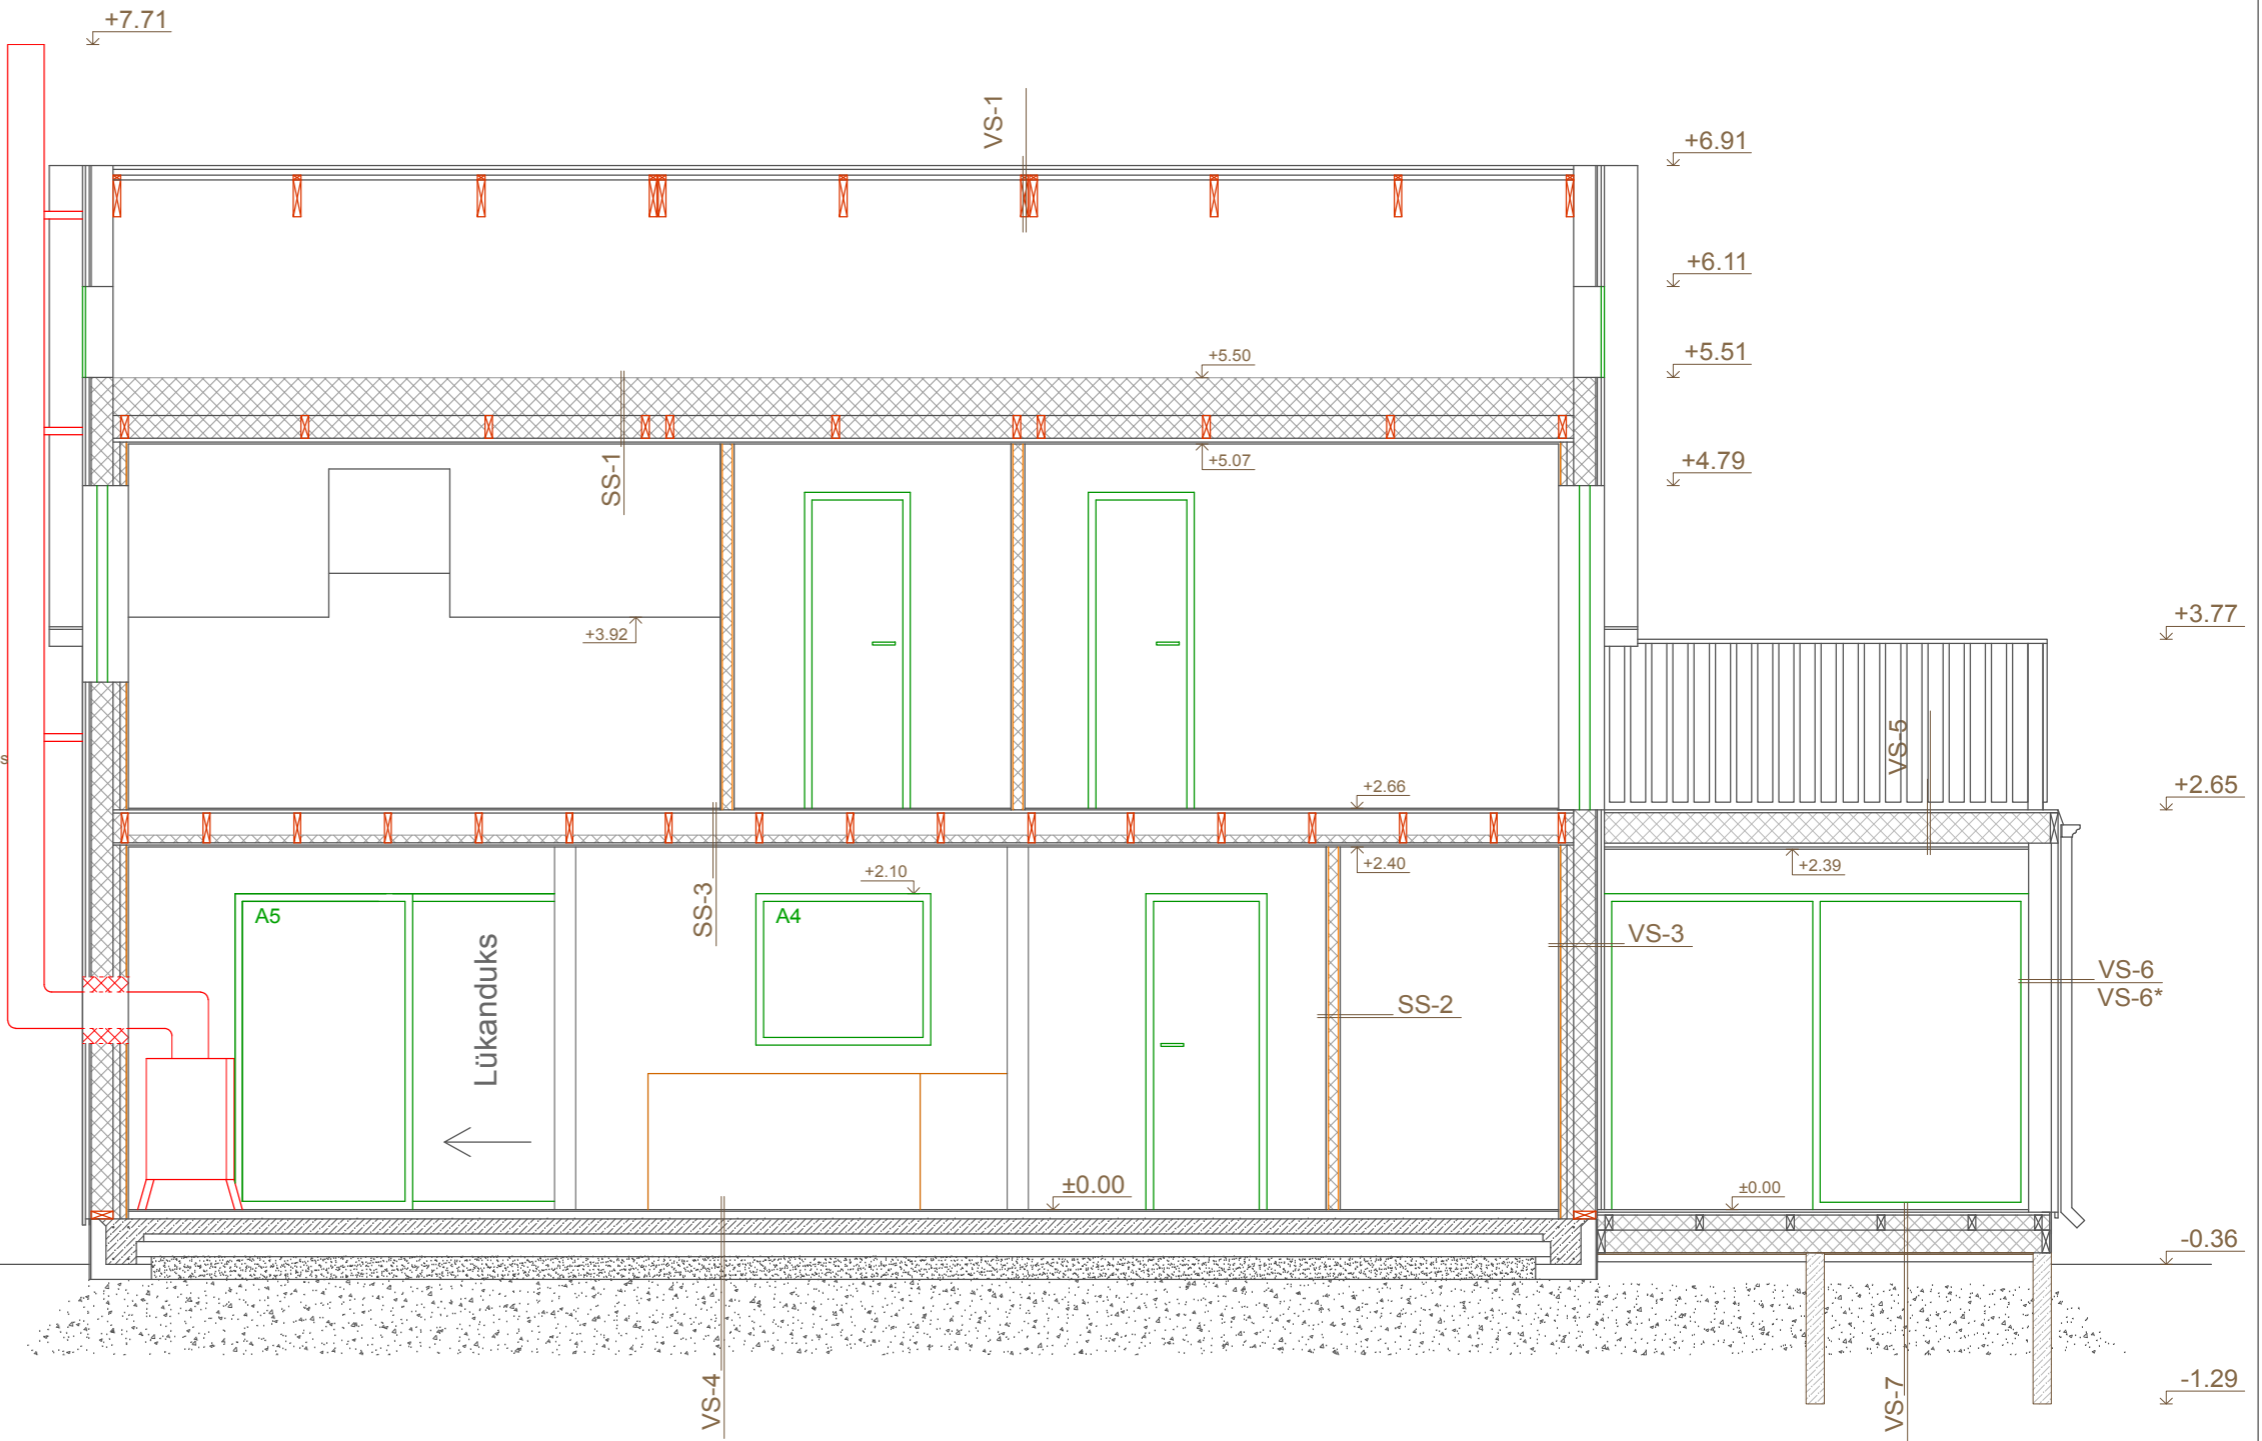 +7.71
VS-1
+6.91
+6.11
+5.50
+5.51
SS-1
+5.07
+4.79
+3.92
+3.77
s
VS-5
+2.66
+2.65
+2.10
+2.40
+2.39
SS-3
A5
A4
Lükanduks
VS-3
VS-6
VS-6*
SS-2
±0.00
±0.00
-0.36
VS-4
VS-7
-1.29